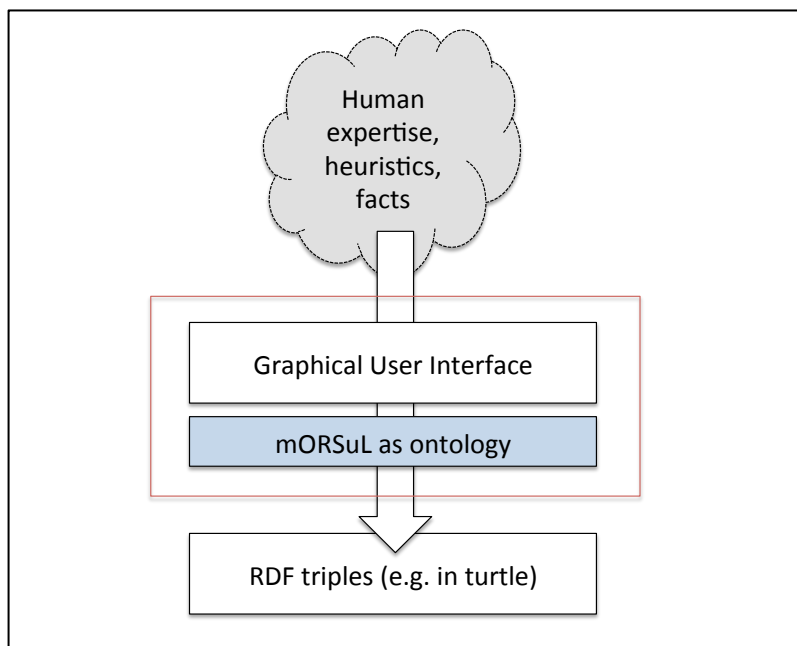 Human
expertise,
heuristics,
facts
Graphical User Interface
mORSuL as ontology
RDF triples (e.g. in turtle)